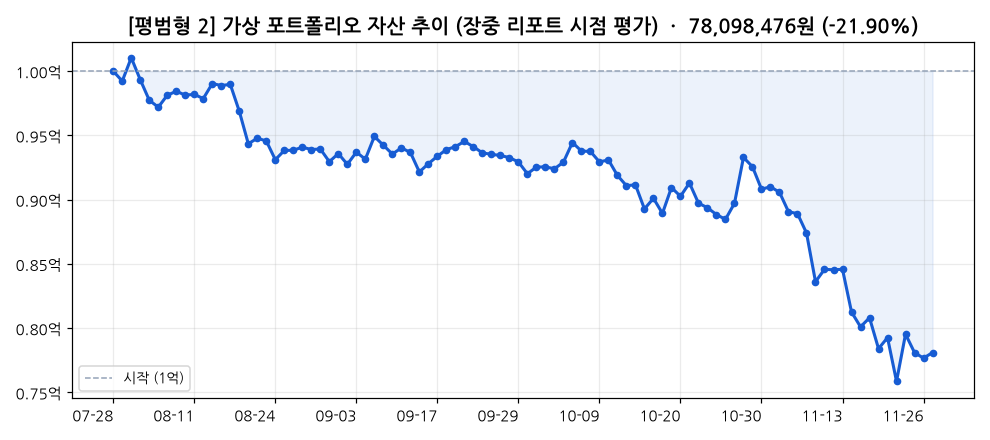 [평범형 2] 가상 포트폴리오 자산 추이 (장중 리포트 시점 평가) · 78,098,476원 (-21.90%)
1.00억
0.95억
0.90억
0.85억
0.80억
0.75억
시작 (1억)
07-28 08-11 08-24 09-03 09-17 09-29 10-09 10-20 10-30 11-13 11-26